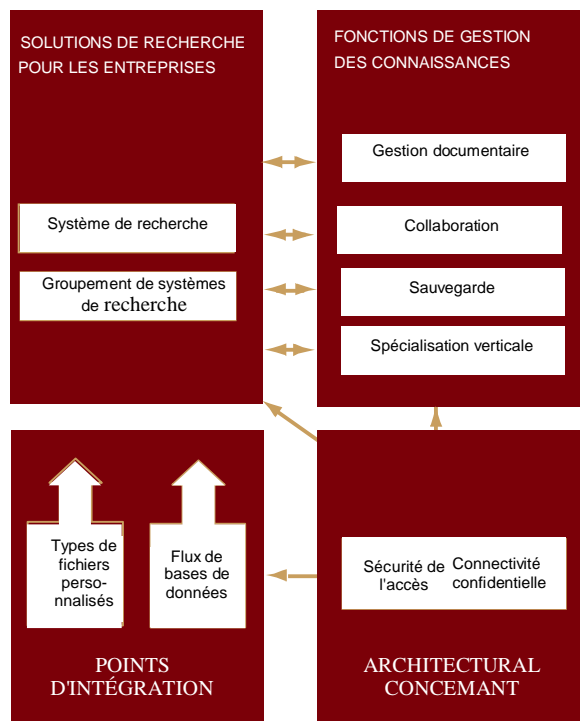 SOLUTIONS DE RECHERCHE
POUR LES ENTREPRISES
Système de recherche
Groupement de systèmes
de recherche
FONCTIONS DE GESTION
DES CONNAISSANCES
Gestion documentaire
Collaboration
Sauvegarde
Spécialisation verticale
Types de
fichiers
perso-
nnalisés
Flux de
bases de
données
POINTS
D'INTÉGRATION
Sécurité de
l'accès
Connectivité
confidentielle
ARCHITECTURAL
CONCEMANT